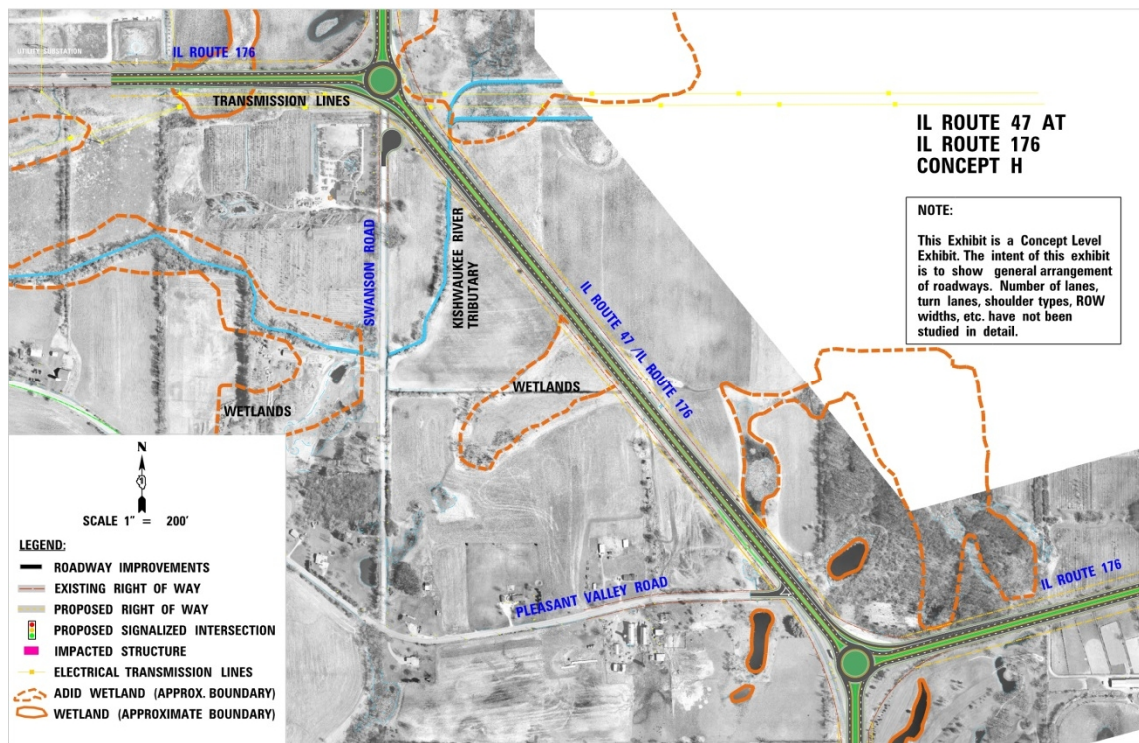 UTILITY SUBSTATION
IL ROUTE 176
TRANSMISSION LINES
IL ROUTE 47 AT
IL ROUTE 176
CONCEPT H
NOTE:
This Exhibit is a Concept Level
Exhibit. The intent of this exhibit
is to show general arrangement
of roadways. Number of lanes,
turn lanes, shoulder types, ROW
widths, etc. have not been
studied in detail.
SWANSON ROAD
KISHWAUKEE RIVER
TRIBUTARY
IL ROUTE 47 /IL ROUTE 176
WETLANDS
WETLANDS
PLEASANT VALLEY ROAD
IL ROUTE 176
N
SCALE 1" = 200'
LEGEND:
ROADWAY IMPROVEMENTS
EXISTING RIGHT OF WAY
PROPOSED RIGHT OF WAY
PROPOSED SIGNALIZED INTERSECTION
IMPACTED STRUCTURE
ELECTRICAL TRANSMISSION LINES
ADID WETLAND (APPROX. BOUNDARY)
WETLAND (APPROXIMATE BOUNDARY)